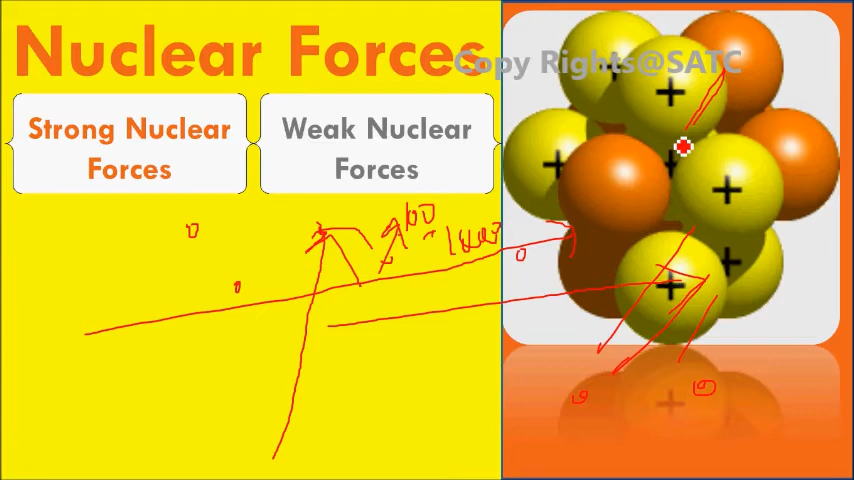 Nuclear Forces
Copy Rights@SATC
Strong Nuclear
Forces
Weak Nuclear
Forces
+
+
+
+
+
+
+